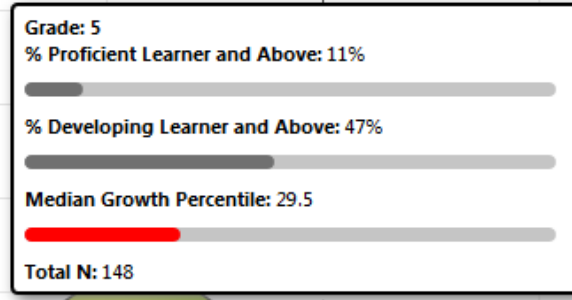 Grade: 5
% Proficient Learner and Above: 11%
% Developing Learner and Above: 47%
Median Growth Percentile: 29.5
Total N: 148